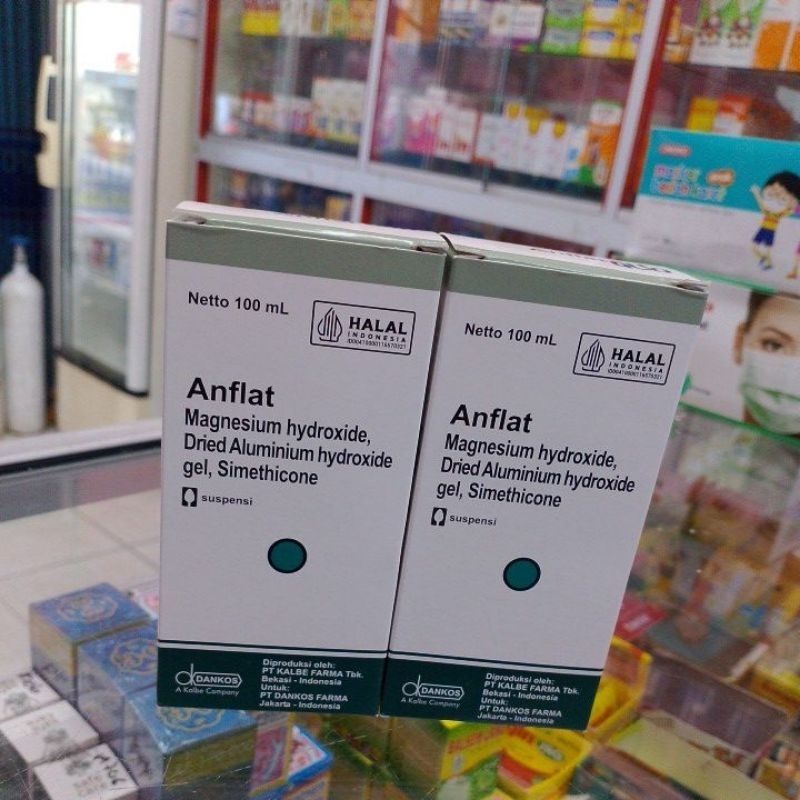 Netto 100 mL
HALAL
INDONESIA
Anflat
Magnesium hydroxide,
Dried Aluminium hydroxide
gel, Simethicone
suspensi
DANKOS
A Kalbe Company
Diproduksi oleh:
PT KALBE FARMA Tbk.
Bekasi - Indonesia
Untuk:
PT DANKOS FARMA
Jakarta - Indonesia
Netto 100 mL
HALAL
INDONESIA
Anflat
Magnesium hydroxide,
Dried Aluminium hydroxide
gel, Simethicone
suspensi
DANKOS
A Kalbe Company
Diproduksi oleh:
PT KALBE FARMA Tbk.
Bekasi - Indonesia
Untuk:
PT DANKOS FARMA
Jakarta - Indonesia